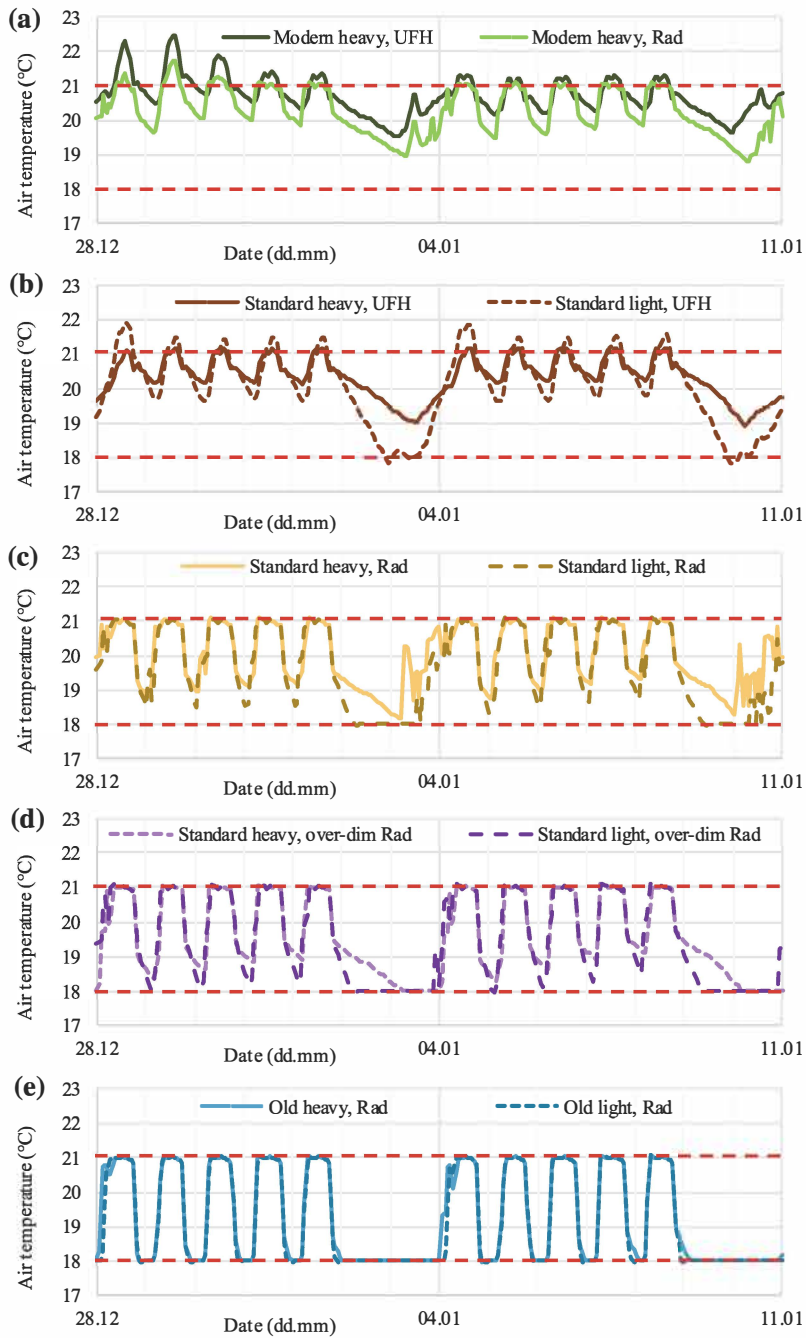 (a)
Modern heavy, UFH
Modern heavy, Rad
Air temperature (°C)
23
22
21
20
19
18
17
28.12
Date (dd.mm)
04.01
11.01
(b)
Standard heavy, UFH
Standard light, UFH
Air temperature (°C)
23
22
21
20
19
18
17
28.12
Date (dd.mm)
04.01
11.01
(c)
Standard heavy, Rad
Standard light, Rad
Air temperature (°C)
23
22
21
20
19
18
17
28.12
Date (dd.mm)
04.01
11.01
(d)
Standard heavy, over-dim Rad
Standard light, over-dim Rad
Air temperature (°C)
23
22
21
20
19
18
17
28.12
Date (dd.mm)
04.01
11.01
(e)
Old heavy, Rad
Old light, Rad
Air temperature (°C)
23
22
21
20
19
18
17
28.12
Date (dd.mm)
04.01
11.01